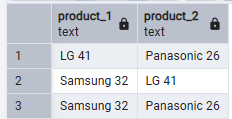 product_1 product_2
text text
1 LG 41 Panasonic 26
2 Samsung 32 LG 41
3 Samsung 32 Panasonic 26